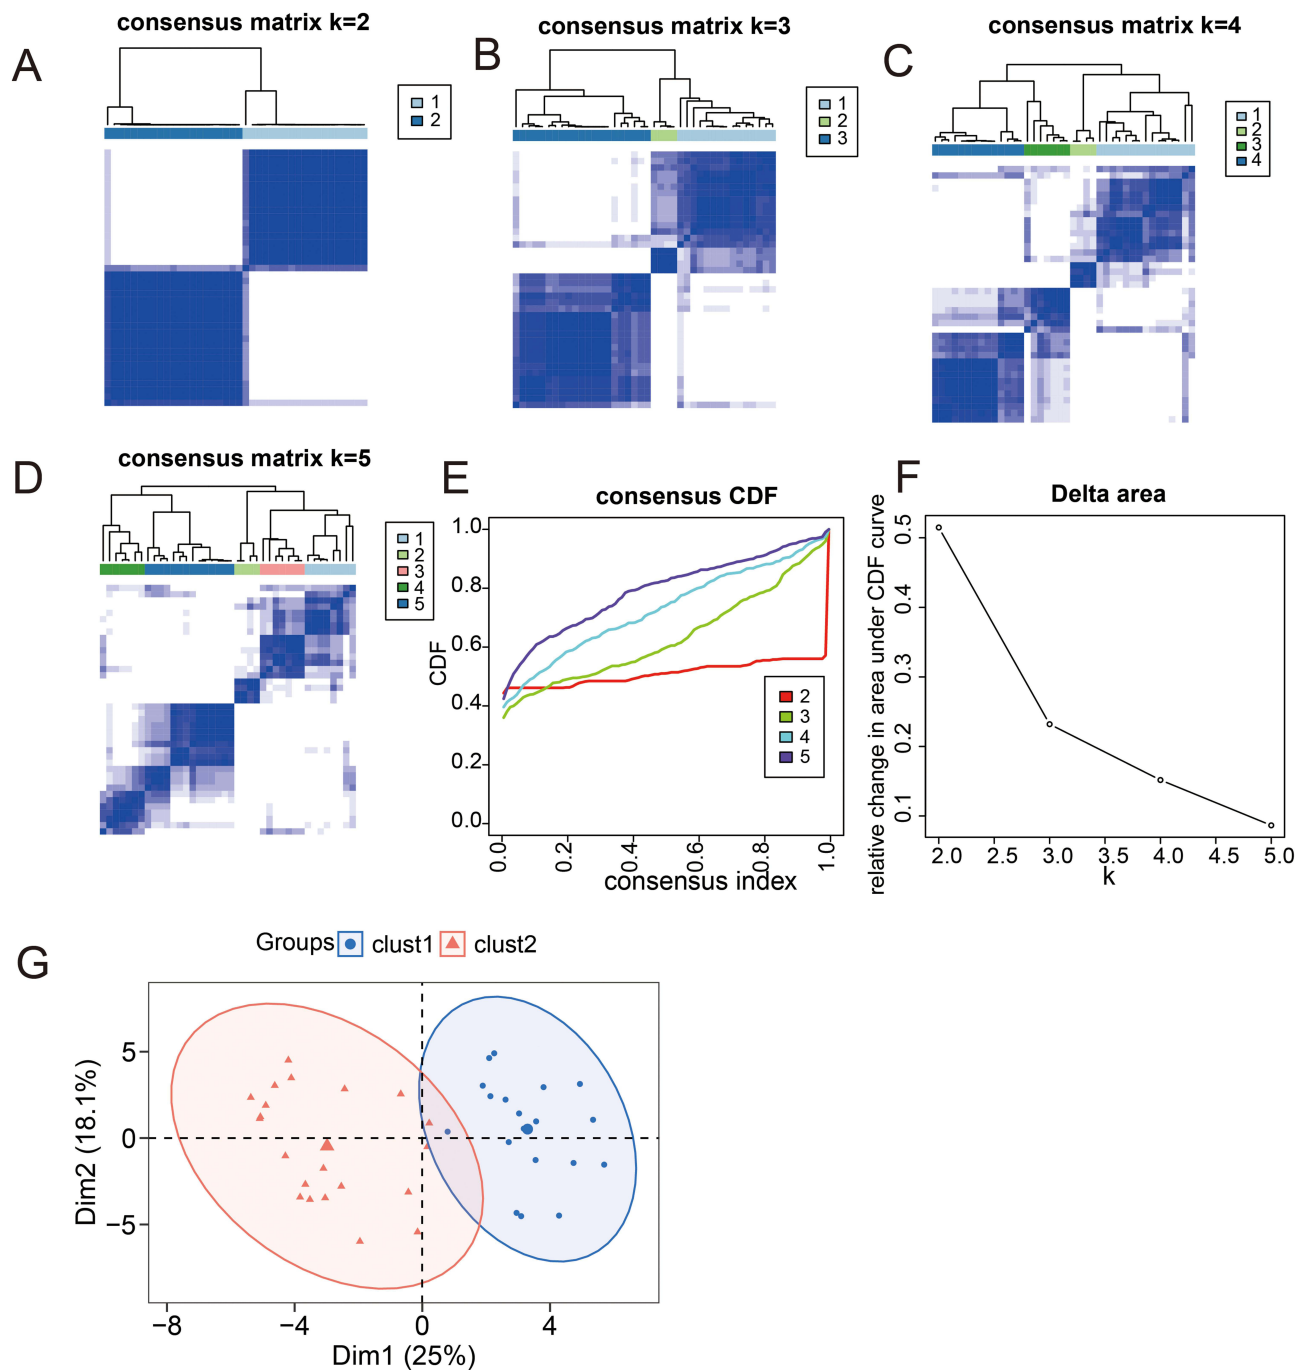 A
consensus matrix k=2
1
2
B
consensus matrix k=3
1
2
3
C
consensus matrix k=4
1
2
3
4
D
consensus matrix k=5
1
2
3
4
5
E
consensus CDF
CDF
1.0
0.8
0.6
0.4
0.2
0.0
2
3
4
5
0.0 0.2 0.4 0.6 0.8 1.0
consensus index
F
Delta area
relative change in area under CDF curve
0.5
0.4
0.3
0.2
0.1
2.0 2.5 3.0 3.5 4.0 4.5 5.0
k
G
Groups clust1 clust2
Dim2 (18.1%)
5
0
−5
−8 −4 0 4
Dim1 (25%)